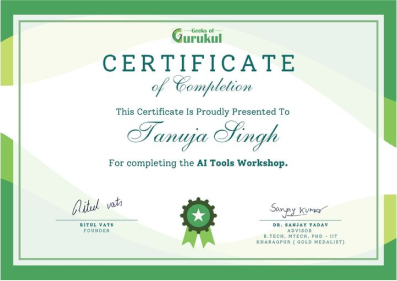 Geeks of
Gurukul
CERTIFICATE
of Completion
This Certificate Is Proudly Presented To
Tanuja Singh
For completing the AI Tools Workshop.
Ritul vats
Sanjay Kumar
RITUL VATS
FOUNDER
DR. SANJAY YADAV
ADVISOR
B.TECH, MTECH, PHD - IIT
KHARAGPUR ( GOLD MEDALIST)